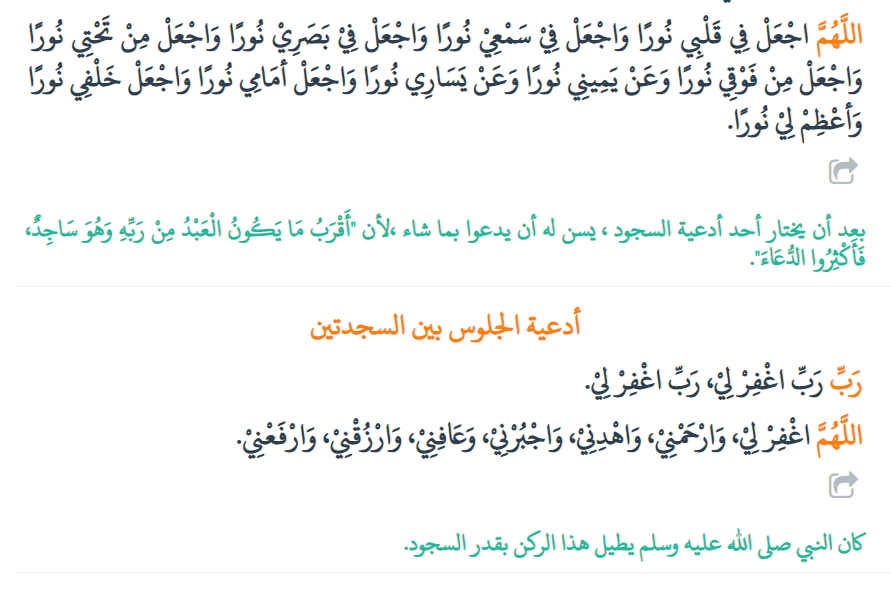 اللَّهُمَّ اجْعَلْ فِي قَلْبِي نُورًا وَاجْعَلْ فِيْ سَمْعِيْ نُورًا وَاجْعَلْ فِيْ بَصَرِيْ نُورًا وَاجْعَلْ مِنْ تَحْتِي نُورًا
وَاجْعَلْ مِنْ فَوْقِي نُورًا وَعَنْ يَمِينِي نُورًا وَعَنْ يَسَارِي نُورًا وَاجْعَلْ أَمَامِي نُورًا وَاجْعَلْ خَلْفِي نُورًا
وَأَعْظِمْ لِيْ نُورًا.
بعد أن يختار أحد أدعية السجود ، يسن له أن يدعوا بما شاء ،لأن "أَقْرَبُ مَا يَكُونُ الْعَبْدُ مِنْ رَبِّهِ وَهُوَ سَاجِدٌ،
فَأَكْثِرُوا الدُّعَاءَ".
أدعية الجلوس بين السجدتين
رَبِّ رَبِّ اغْفِرْ لِيْ، رَبِّ اغْفِرْ لِيْ.
اللَّهُمَّ اغْفِرْ لِيْ، وَارْحَمْنِيْ، وَاهْدِنِيْ، وَاجْبُرْنِيْ، وَعَافِنِيْ، وَارْزُقْنِيْ، وَارْفَعْنِيْ.
كان النبي صلى الله عليه وسلم يطيل هذا الركن بقدر السجود.